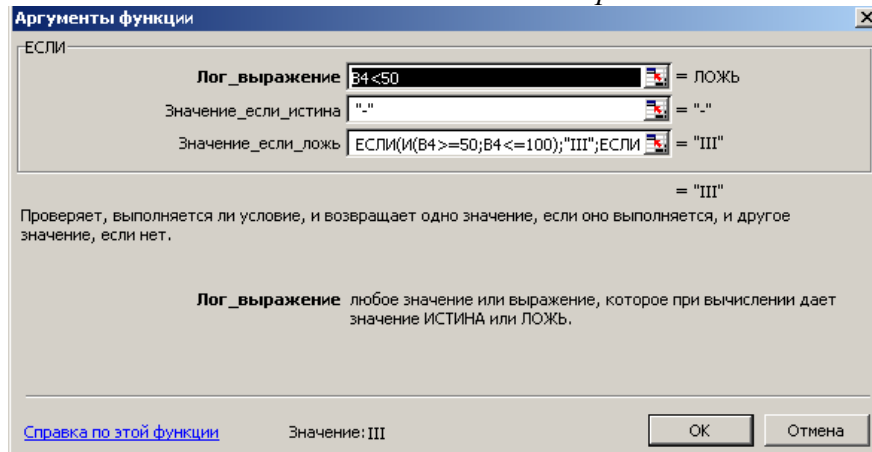 Аргументы функции
ЕСЛИ
Лог_выражение B4<50 = ЛОЖЬ
Значение_если_истина "-" = "-"
Значение_если_ложь ЕСЛИ(И(B4>=50;B4<=100);"III";ЕСЛИ = "III"
= "III"
Проверяет, выполняется ли условие, и возвращает одно значение, если оно выполняется, и другое
значение, если нет.
Лог_выражение любое значение или выражение, которое при вычислении дает
значение ИСТИНА или ЛОЖЬ.
Справка по этой функции Значение:III ОК Отмена